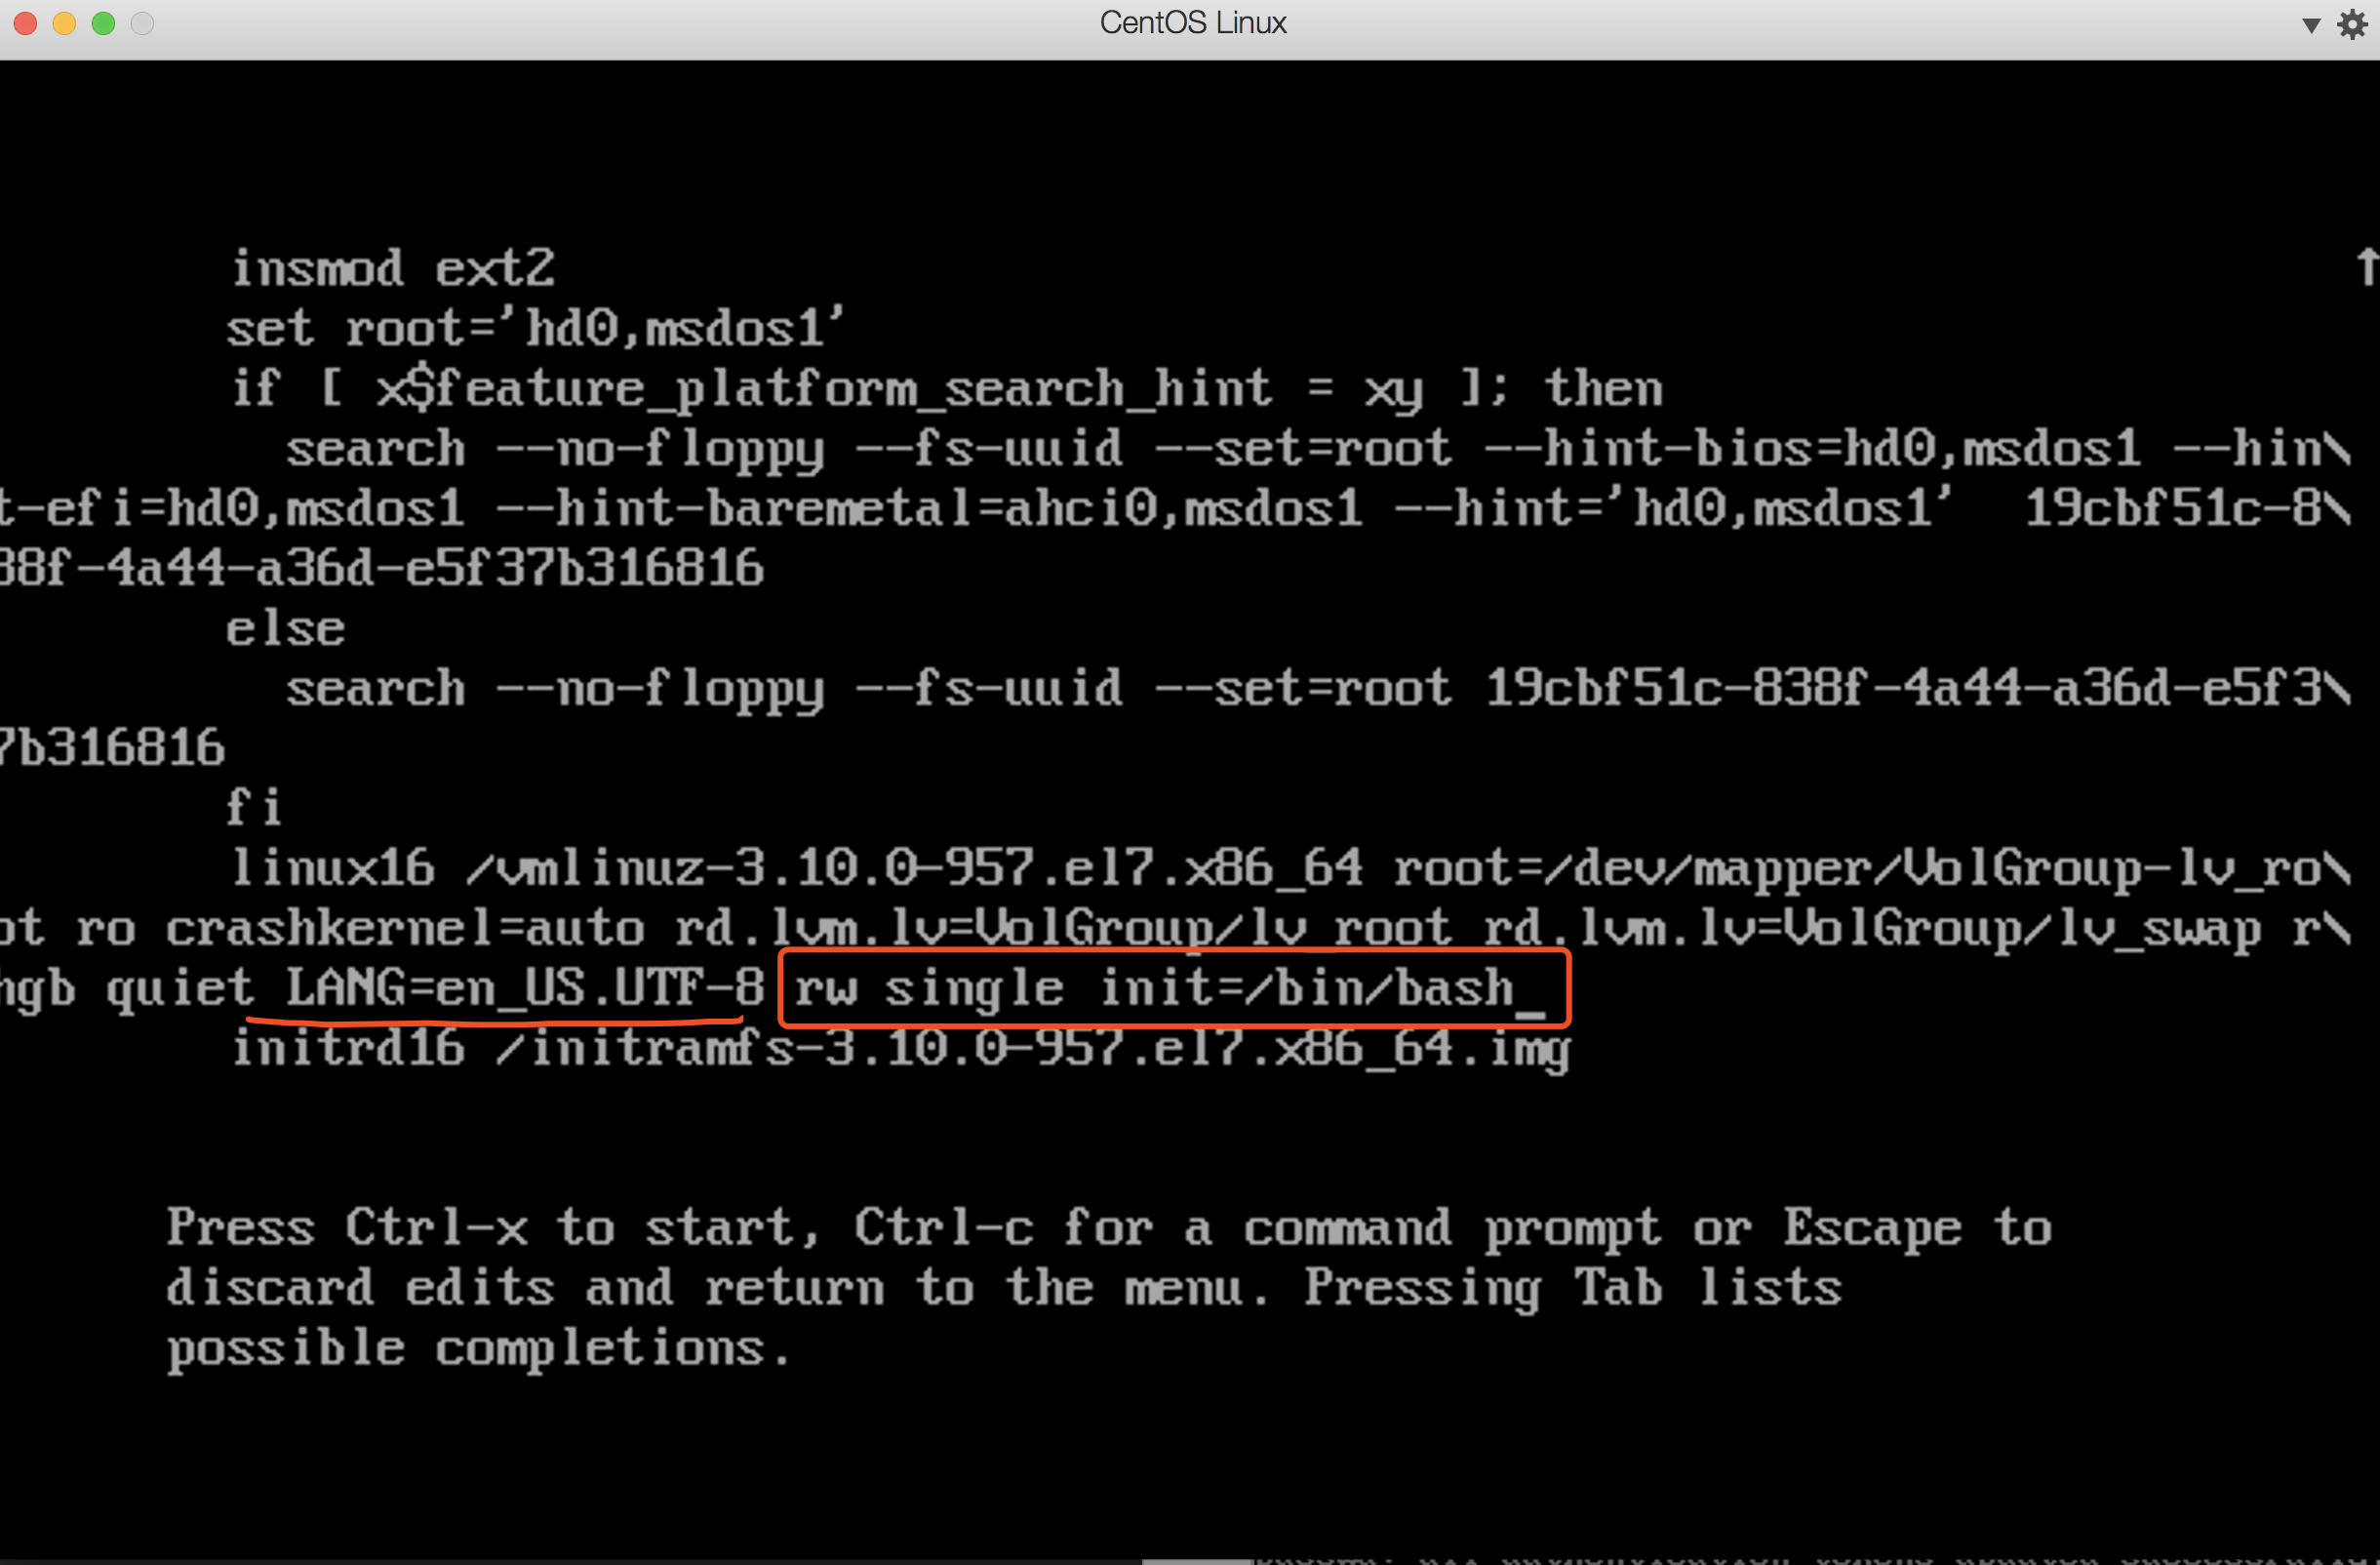 CentOS Linux
insmod ext2
set root='hd0,msdos1'
if [ x$feature_platform_search_hint = xy ]; then
search --no-floppy --fs-uuid --set=root --hint-bios=hd0,msdos1 --hin\
t-efi=hd0,msdos1 --hint-baremetal=ahci0,msdos1 --hint='hd0,msdos1'  19cbf51c-8\
38f-4a44-a36d-e5f37b316816
else
search --no-floppy --fs-uuid --set=root 19cbf51c-838f-4a44-a36d-e5f3\
7b316816
fi
linux16 /vmlinuz-3.10.0-957.el7.x86_64 root=/dev/mapper/VolGroup-lv_ro\
ot ro crashkernel=auto rd.lvm.lv=VolGroup/lv_root rd.lvm.lv=VolGroup/lv_swap r\
hgb quiet LANG=en_US.UTF-8 rw single init=/bin/bash_
initrd16 /initramfs-3.10.0-957.el7.x86_64.img
Press Ctrl-x to start, Ctrl-c for a command prompt or Escape to
discard edits and return to the menu. Pressing Tab lists
possible completions.